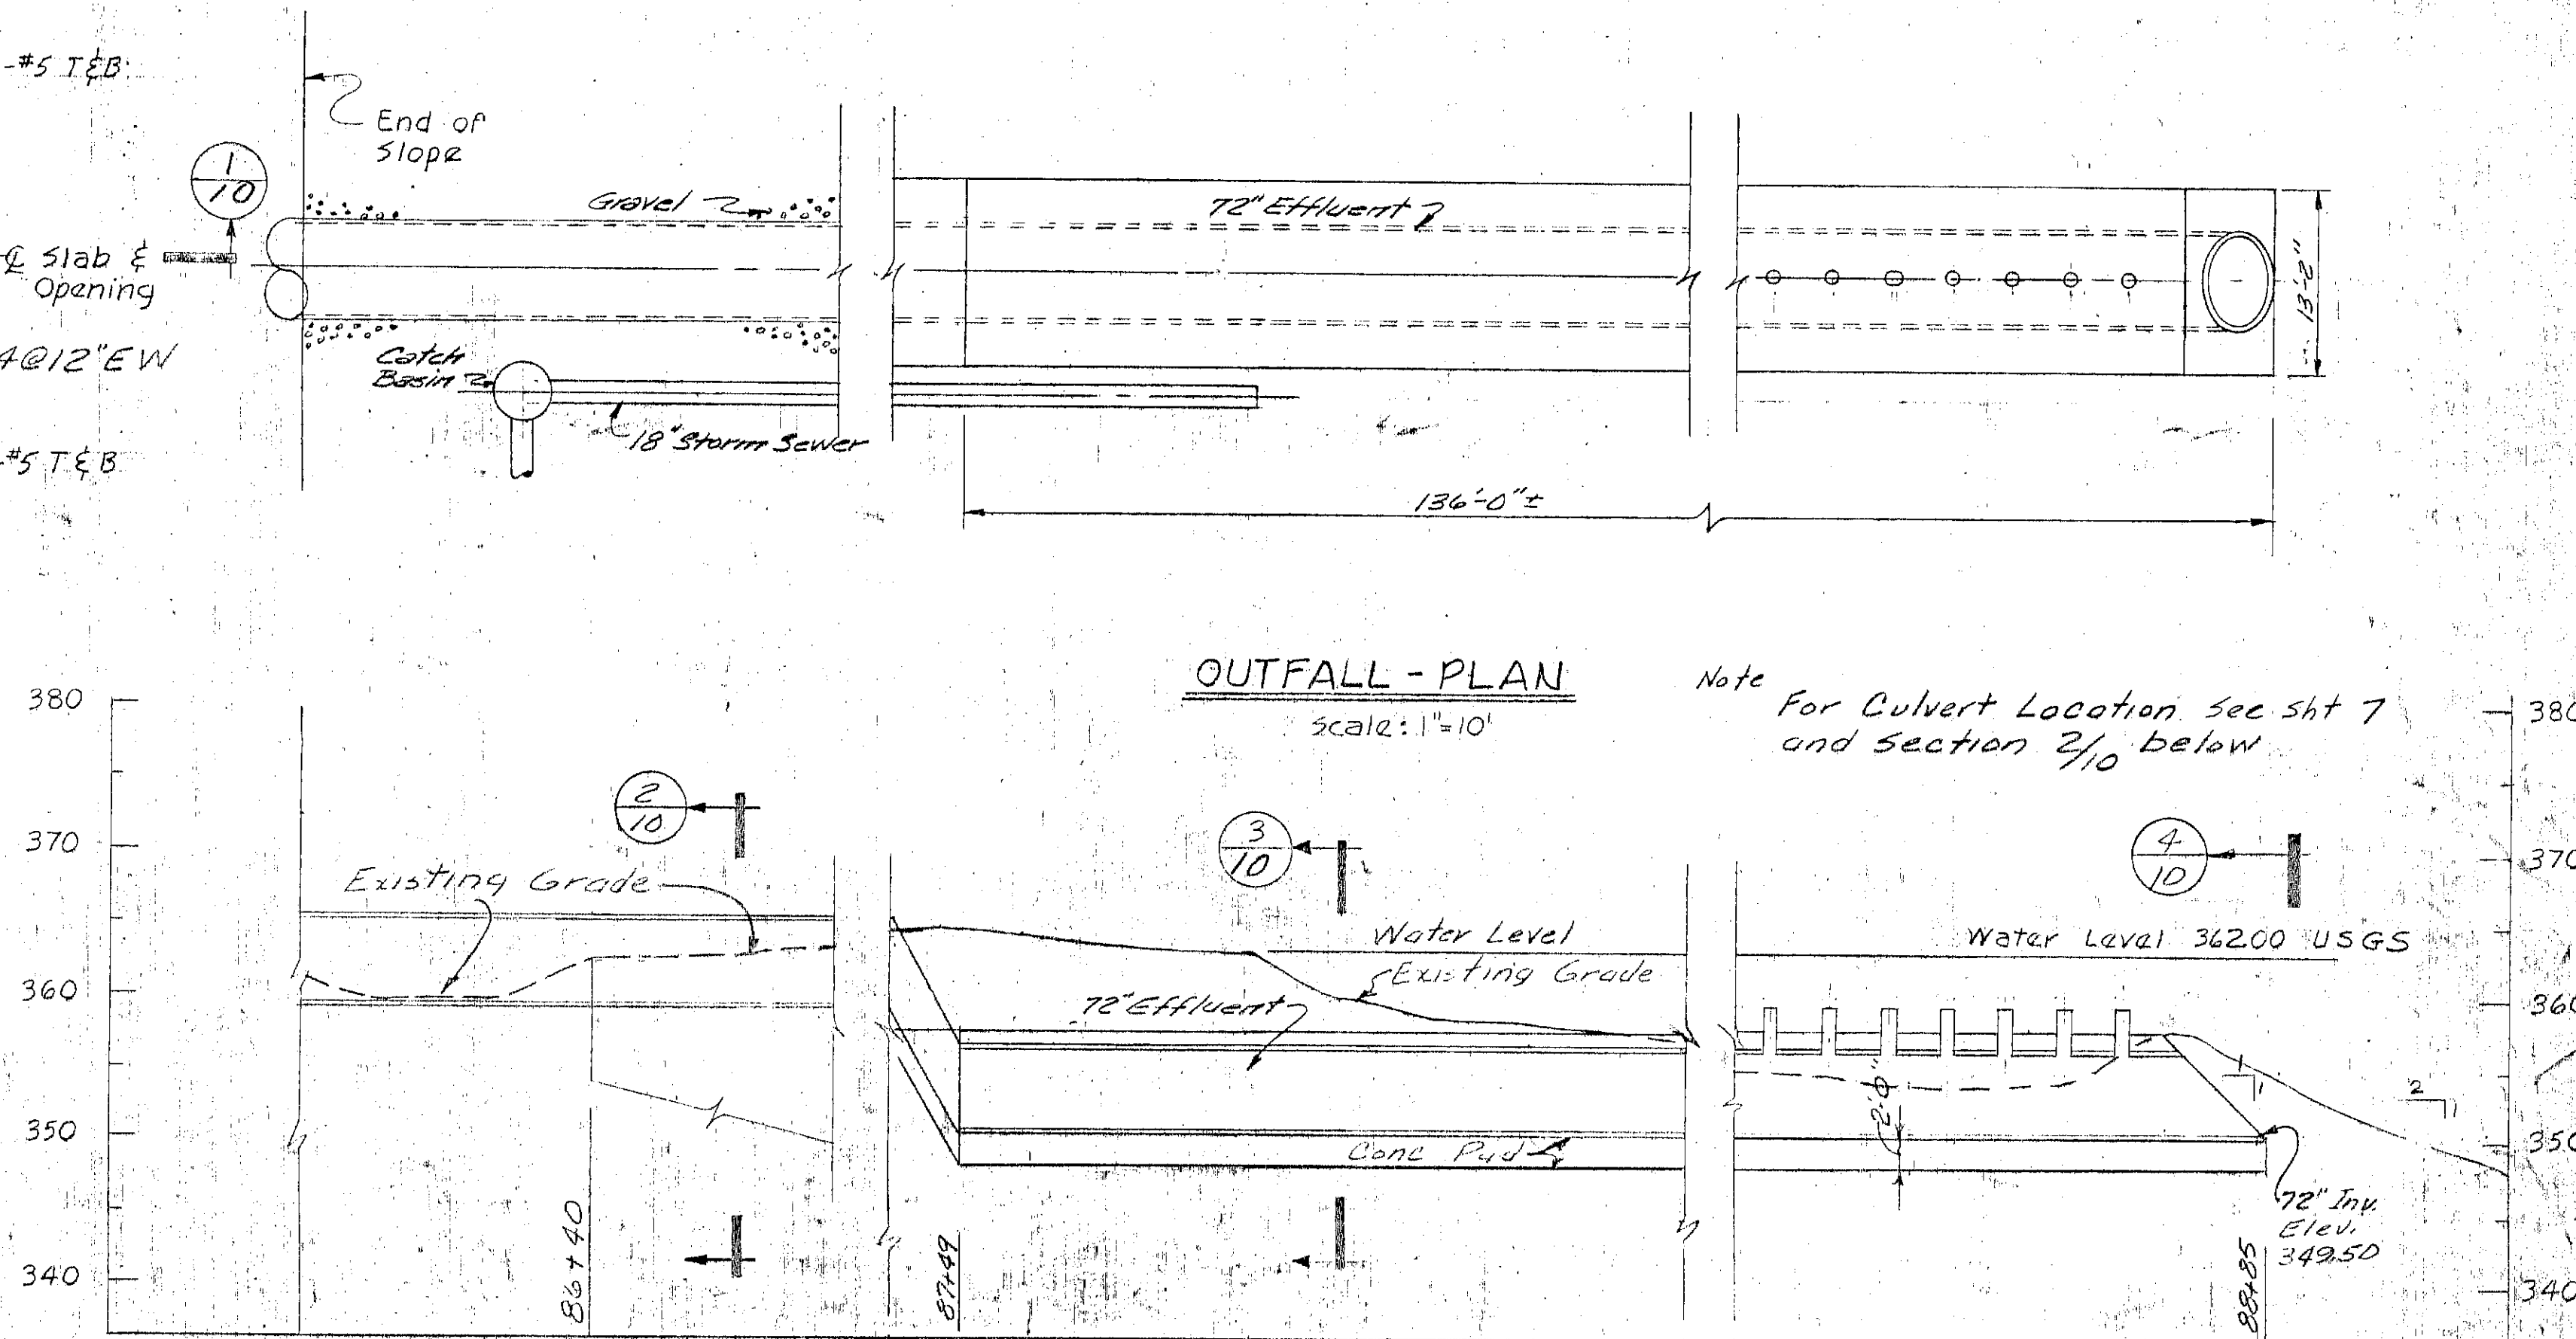 -#5 T&B
End of
Slope
1
10
Gravel
72" Effluent
℄ Slab &
Opening
13'-2"
4@12"EW
Catch
Basin
18" Storm Sewer
-#5 T&B
136'-0"±
OUTFALL - PLAN
Scale: 1"=10'
Note
For Culvert Location See sht 7
and Section 2/10 below
380
380
2
10
3
10
4
10
370
370
Existing Grade
Water Level
Water Level 362.00 USGS
Existing Grade
360
360
72" Effluent
2'-0"
1
1
2
1
350
350
Conc Pad
72" Inv.
Elev.
349.50
86+40
87+49
88+85
340
340